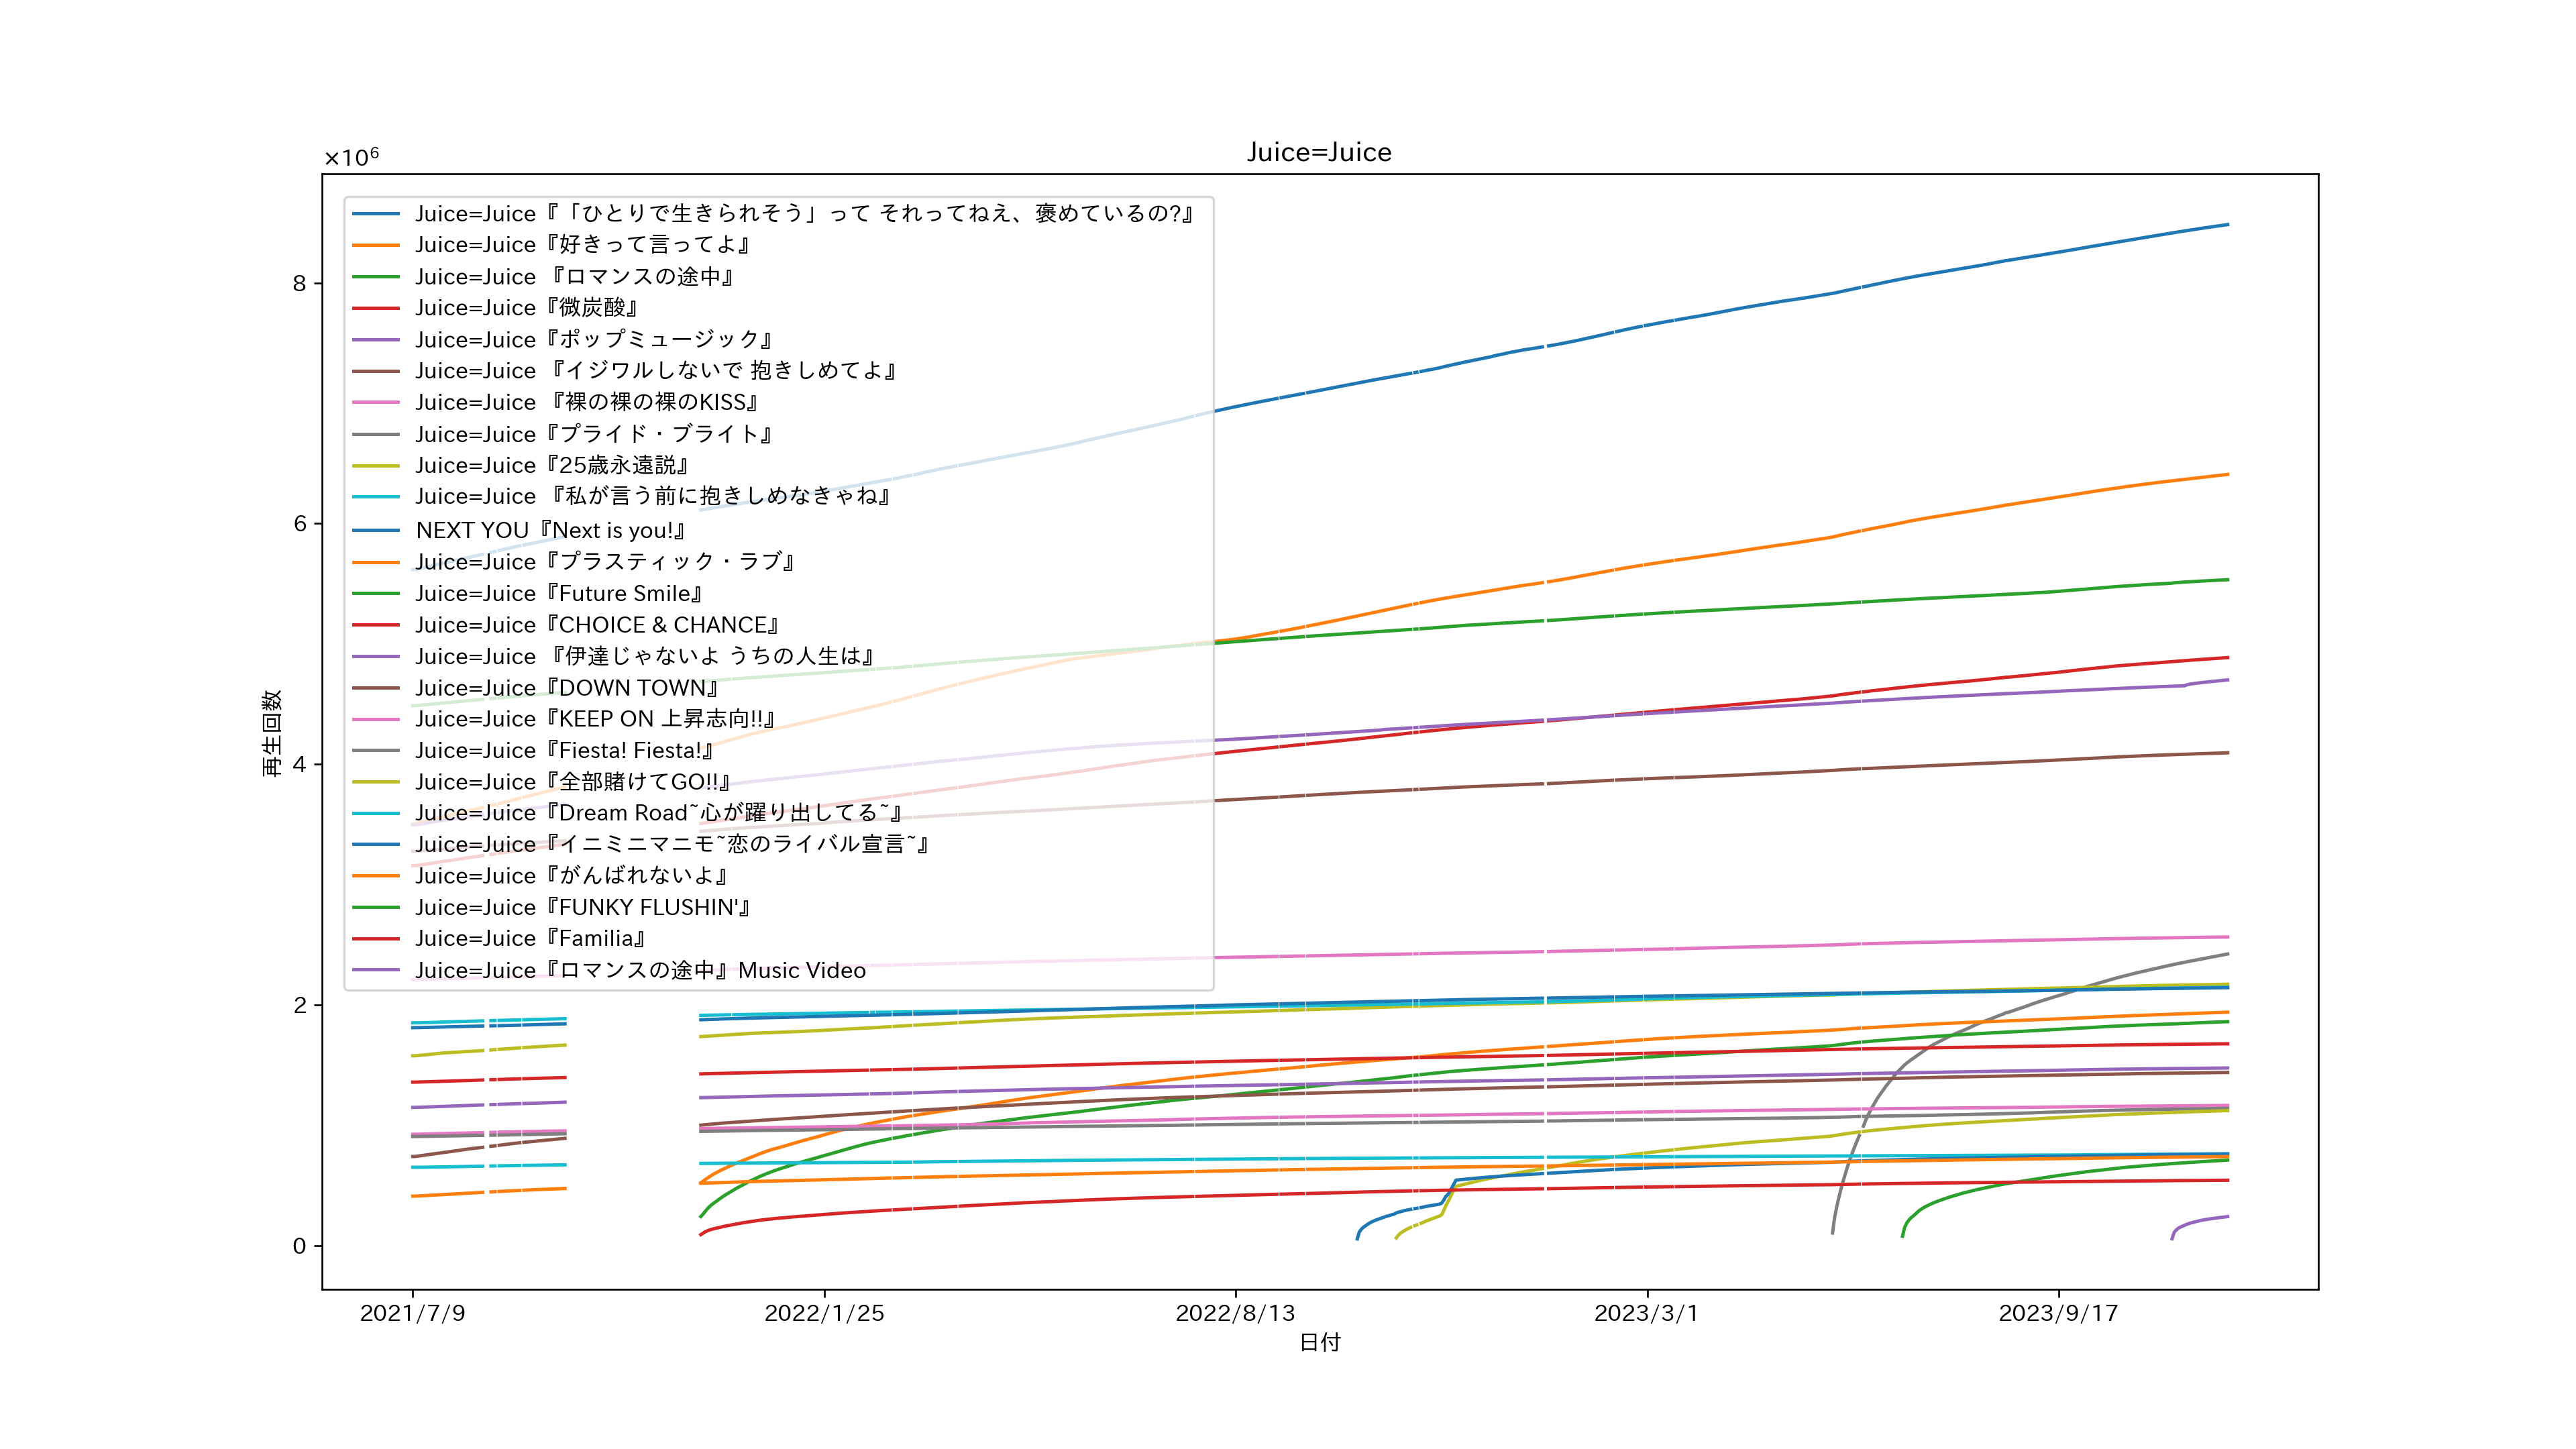 Juice=Juice
×10⁶
Juice=Juice『「ひとりで生きられそう」って それってねえ、褒めているの?』
Juice=Juice『好きって言ってよ』
Juice=Juice 『ロマンスの途中』
Juice=Juice『微炭酸』
Juice=Juice『ポップミュージック』
Juice=Juice 『イジワルしないで 抱きしめてよ』
Juice=Juice 『裸の裸の裸のKISS』
Juice=Juice『プライド・ブライト』
Juice=Juice『25歳永遠説』
Juice=Juice 『私が言う前に抱きしめなきゃね』
NEXT YOU『Next is you!』
Juice=Juice『プラスティック・ラブ』
Juice=Juice『Future Smile』
Juice=Juice『CHOICE & CHANCE』
Juice=Juice 『伊達じゃないよ うちの人生は』
Juice=Juice『DOWN TOWN』
Juice=Juice『KEEP ON 上昇志向!!』
Juice=Juice『Fiesta! Fiesta!』
Juice=Juice『全部賭けてGO!!』
Juice=Juice『Dream Road~心が躍り出してる~』
Juice=Juice『イニミニマニモ~恋のライバル宣言~』
Juice=Juice『がんばれないよ』
Juice=Juice『FUNKY FLUSHIN'』
Juice=Juice『Familia』
Juice=Juice『ロマンスの途中』Music Video
8
6
4
2
0
再生回数
2021/7/9
2022/1/25
2022/8/13
2023/3/1
2023/9/17
日付